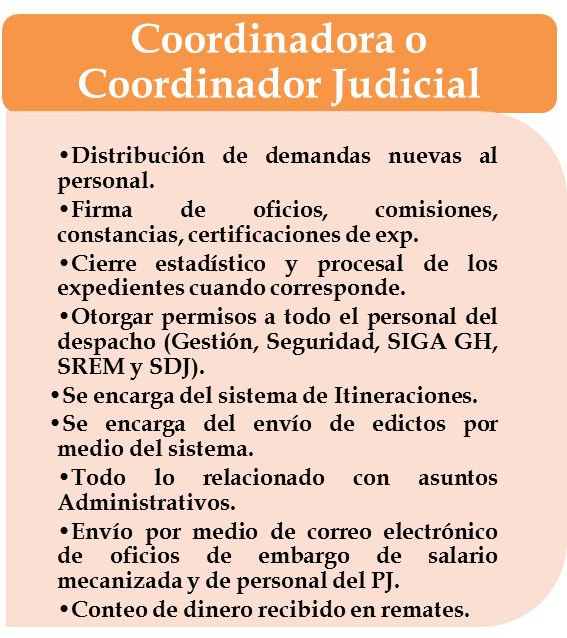 Coordinadora o
Coordinador Judicial
•Distribución de demandas nuevas al
personal.
•Firma de oficios, comisiones,
constancias, certificaciones de exp.
•Cierre estadístico y procesal de los
expedientes cuando corresponde.
•Otorgar permisos a todo el personal del
despacho (Gestión, Seguridad, SIGA GH,
SREM y SDJ).
•Se encarga del sistema de Itineraciones.
•Se encarga del envío de edictos por
medio del sistema.
•Todo lo relacionado con asuntos
Administrativos.
•Envío por medio de correo electrónico
de oficios de embargo de salario
mecanizada y de personal del PJ.
•Conteo de dinero recibido en remates.